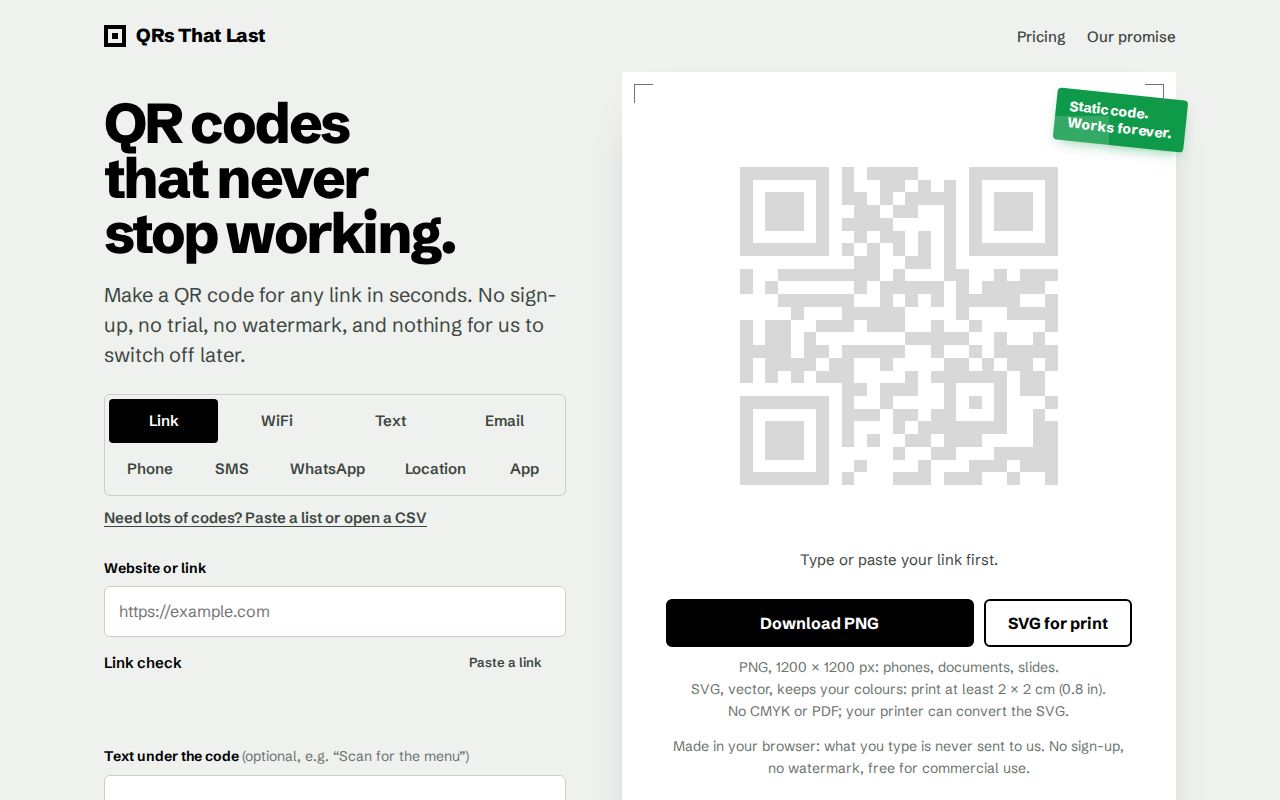 QRs That Last
Pricing
Our promise
QR codes
that never
stop working.
Make a QR code for any link in seconds. No sign-
up, no trial, no watermark, and nothing for us to
switch off later.
Link
WiFi
Text
Email
Phone
SMS
WhatsApp
Location
App
Need lots of codes? Paste a list or open a CSV
Website or link
https://example.com
Link check
Paste a link
Text under the code (optional, e.g. “Scan for the menu”)
Static code.
Works forever.
Type or paste your link first.
Download PNG
SVG for print
PNG, 1200 × 1200 px: phones, documents, slides.
SVG, vector, keeps your colours: print at least 2 × 2 cm (0.8 in).
No CMYK or PDF; your printer can convert the SVG.
Made in your browser: what you type is never sent to us. No sign-up,
no watermark, free for commercial use.